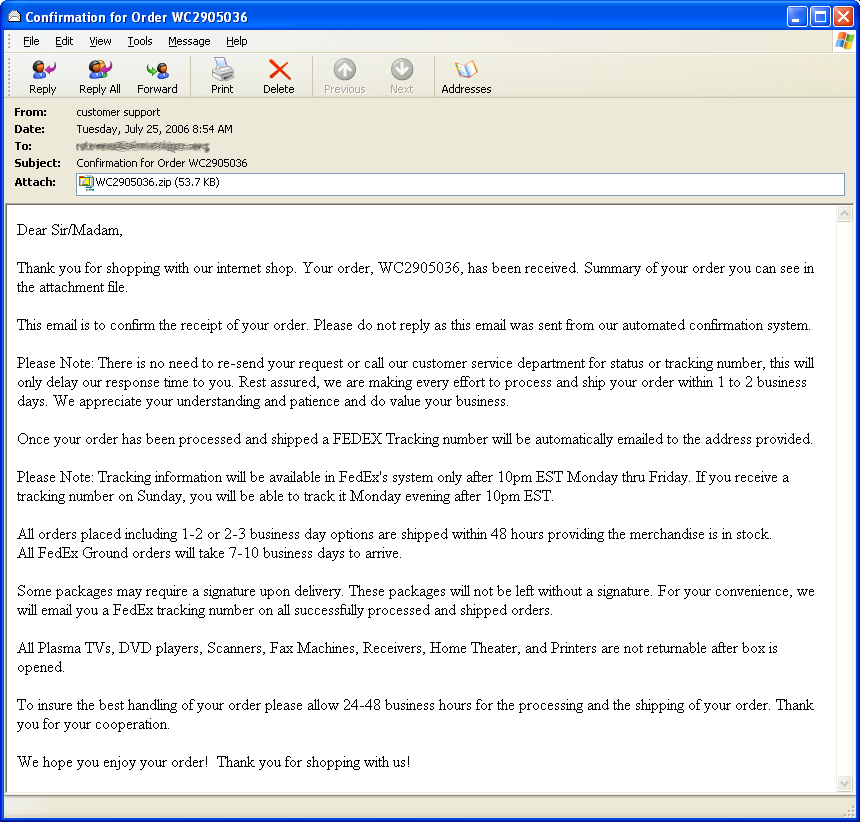 Confirmation for Order WC2905036
File Edit View Tools Message Help
Reply Reply All Forward Print Delete Previous Next Addresses
From: customer support
Date: Tuesday, July 25, 2006 8:54 AM
To:
Subject: Confirmation for Order WC2905036
Attach: WC2905036.zip (53.7 KB)
Dear Sir/Madam,
Thank you for shopping with our internet shop. Your order, WC2905036, has been received. Summary of your order you can see in
the attachment file.
This email is to confirm the receipt of your order. Please do not reply as this email was sent from our automated confirmation system.
Please Note: There is no need to re-send your request or call our customer service department for status or tracking number, this will
only delay our response time to you. Rest assured, we are making every effort to process and ship your order within 1 to 2 business
days. We appreciate your understanding and patience and do value your business.
Once your order has been processed and shipped a FEDEX Tracking number will be automatically emailed to the address provided.
Please Note: Tracking information will be available in FedEx's system only after 10pm EST Monday thru Friday. If you receive a
tracking number on Sunday, you will be able to track it Monday evening after 10pm EST.
All orders placed including 1-2 or 2-3 business day options are shipped within 48 hours providing the merchandise is in stock.
All FedEx Ground orders will take 7-10 business days to arrive.
Some packages may require a signature upon delivery. These packages will not be left without a signature. For your convenience, we
will email you a FedEx tracking number on all successfully processed and shipped orders.
All Plasma TVs, DVD players, Scanners, Fax Machines, Receivers, Home Theater, and Printers are not returnable after box is
opened.
To insure the best handling of your order please allow 24-48 business hours for the processing and the shipping of your order. Thank
you for your cooperation.
We hope you enjoy your order!  Thank you for shopping with us!